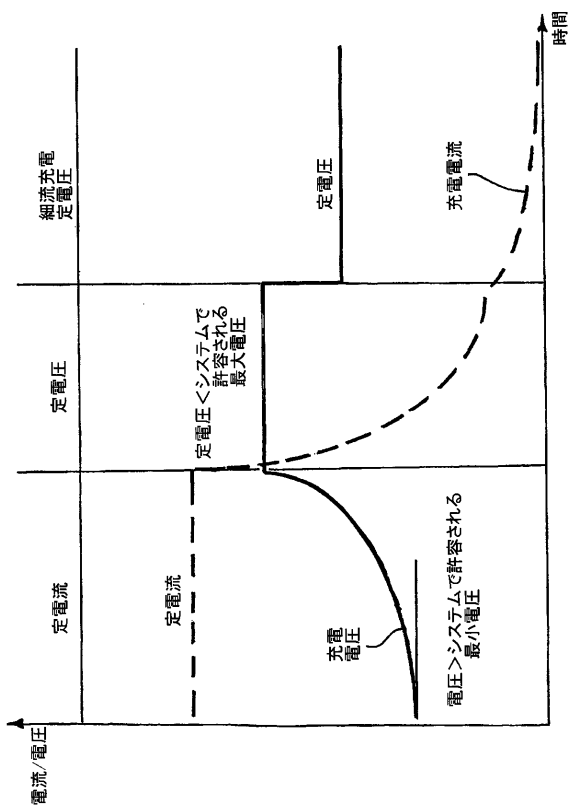 電流/電圧
定電流
定電圧
細流充電
定電圧
定電流
定電圧<システムで
許容される
最大電圧
定電圧
充電
電圧
充電電流
電圧>システムで許容される
最小電圧
時間